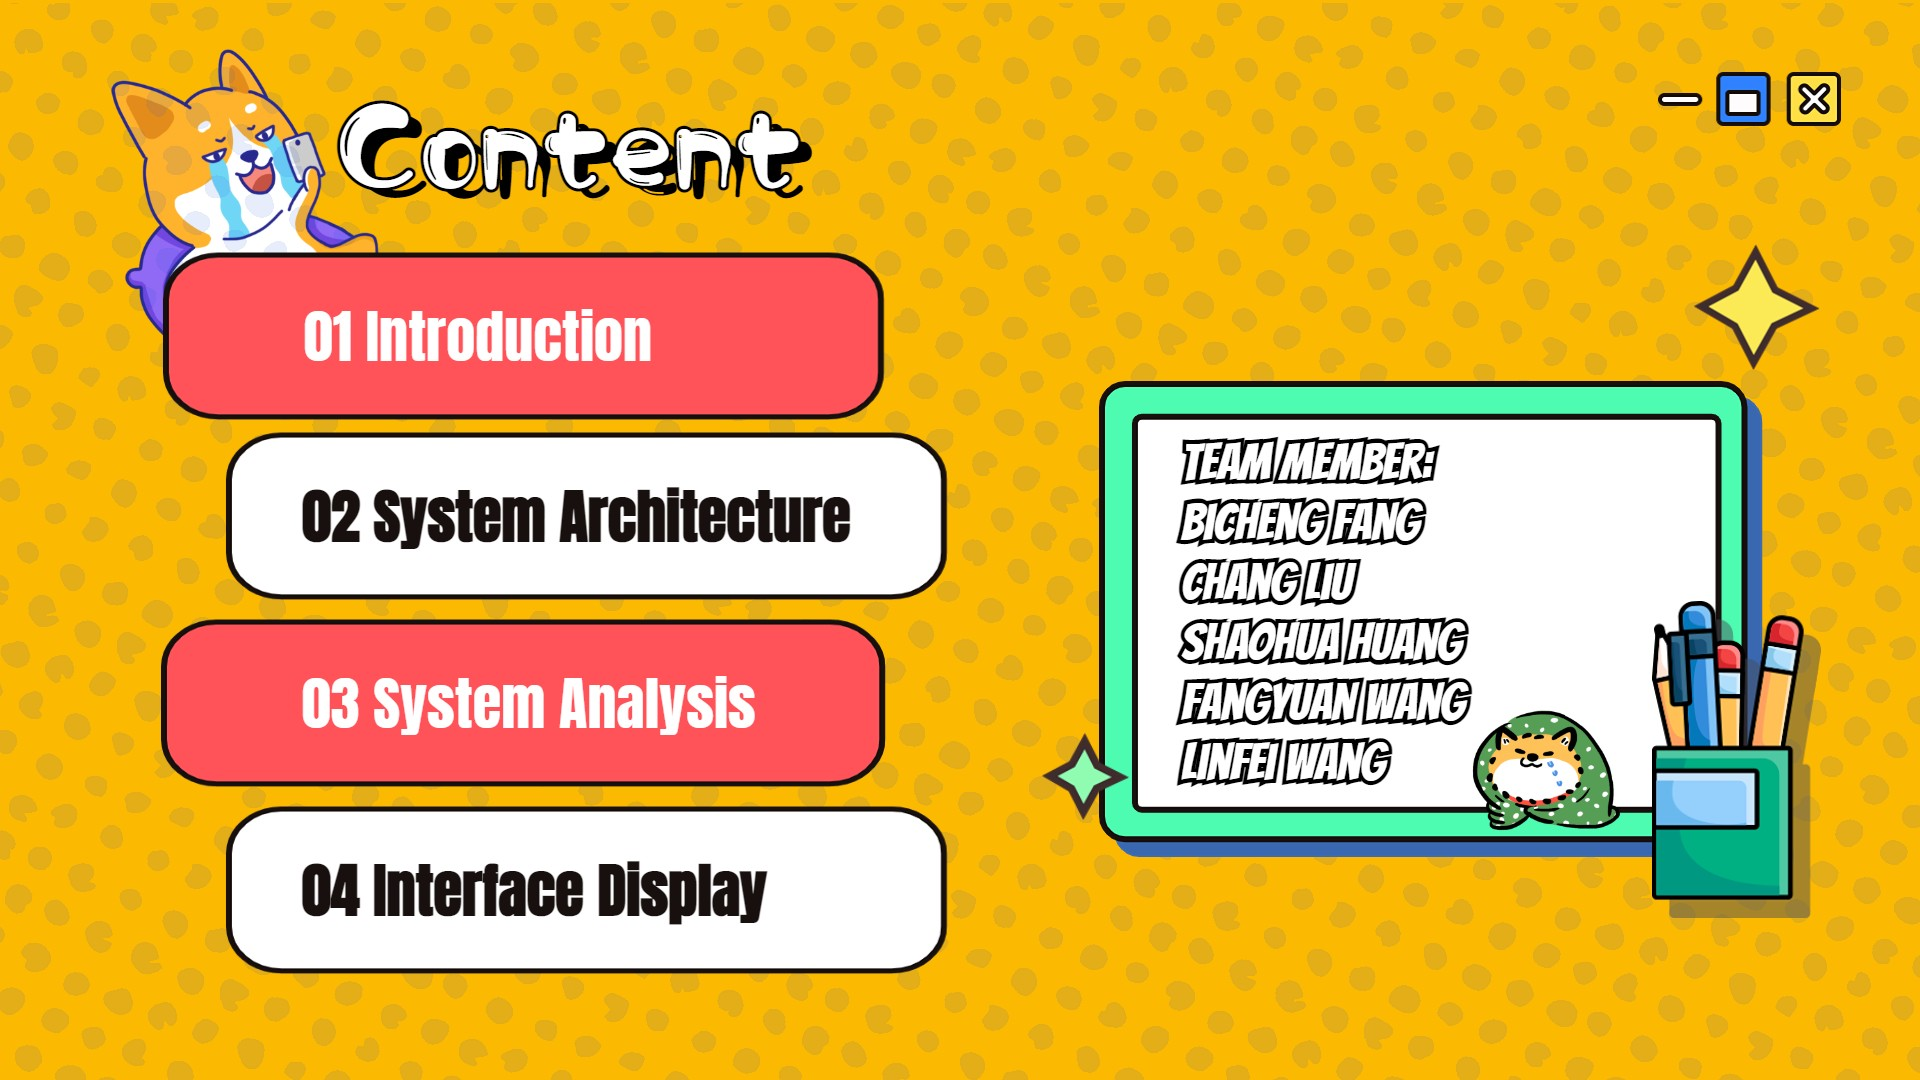 Content
01 Introduction
02 System Architecture
03 System Analysis
04 Interface Display
TEAM MEMBER:
BICHENG FANG
CHANG LIU
SHAOHUA HUANG
FANGYUAN WANG
LINFEI WANG